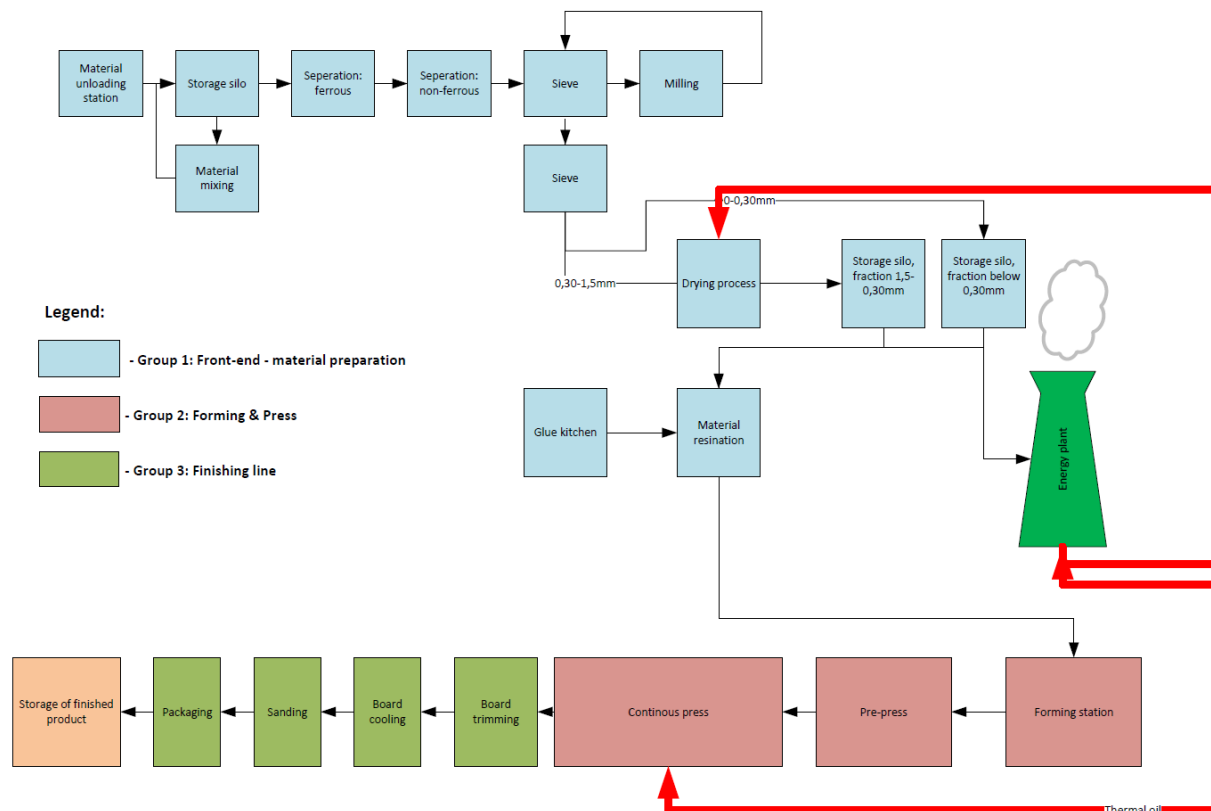 Material
unloading
station
Storage silo
Seperation:
ferrous
Seperation:
non-ferrous
Sieve
Milling
Material
mixing
Sieve
0-0,30mm
0,30-1,5mm
Drying process
Storage silo,
fraction 1,5-
0,30mm
Storage silo,
fraction below
0,30mm
Legend:
- Group 1: Front-end - material preparation
- Group 2: Forming & Press
- Group 3: Finishing line
Glue kitchen
Material
resination
Energy plant
Storage of finished
product
Packaging
Sanding
Board
cooling
Board
trimming
Continous press
Pre-press
Forming station
Thermal oil